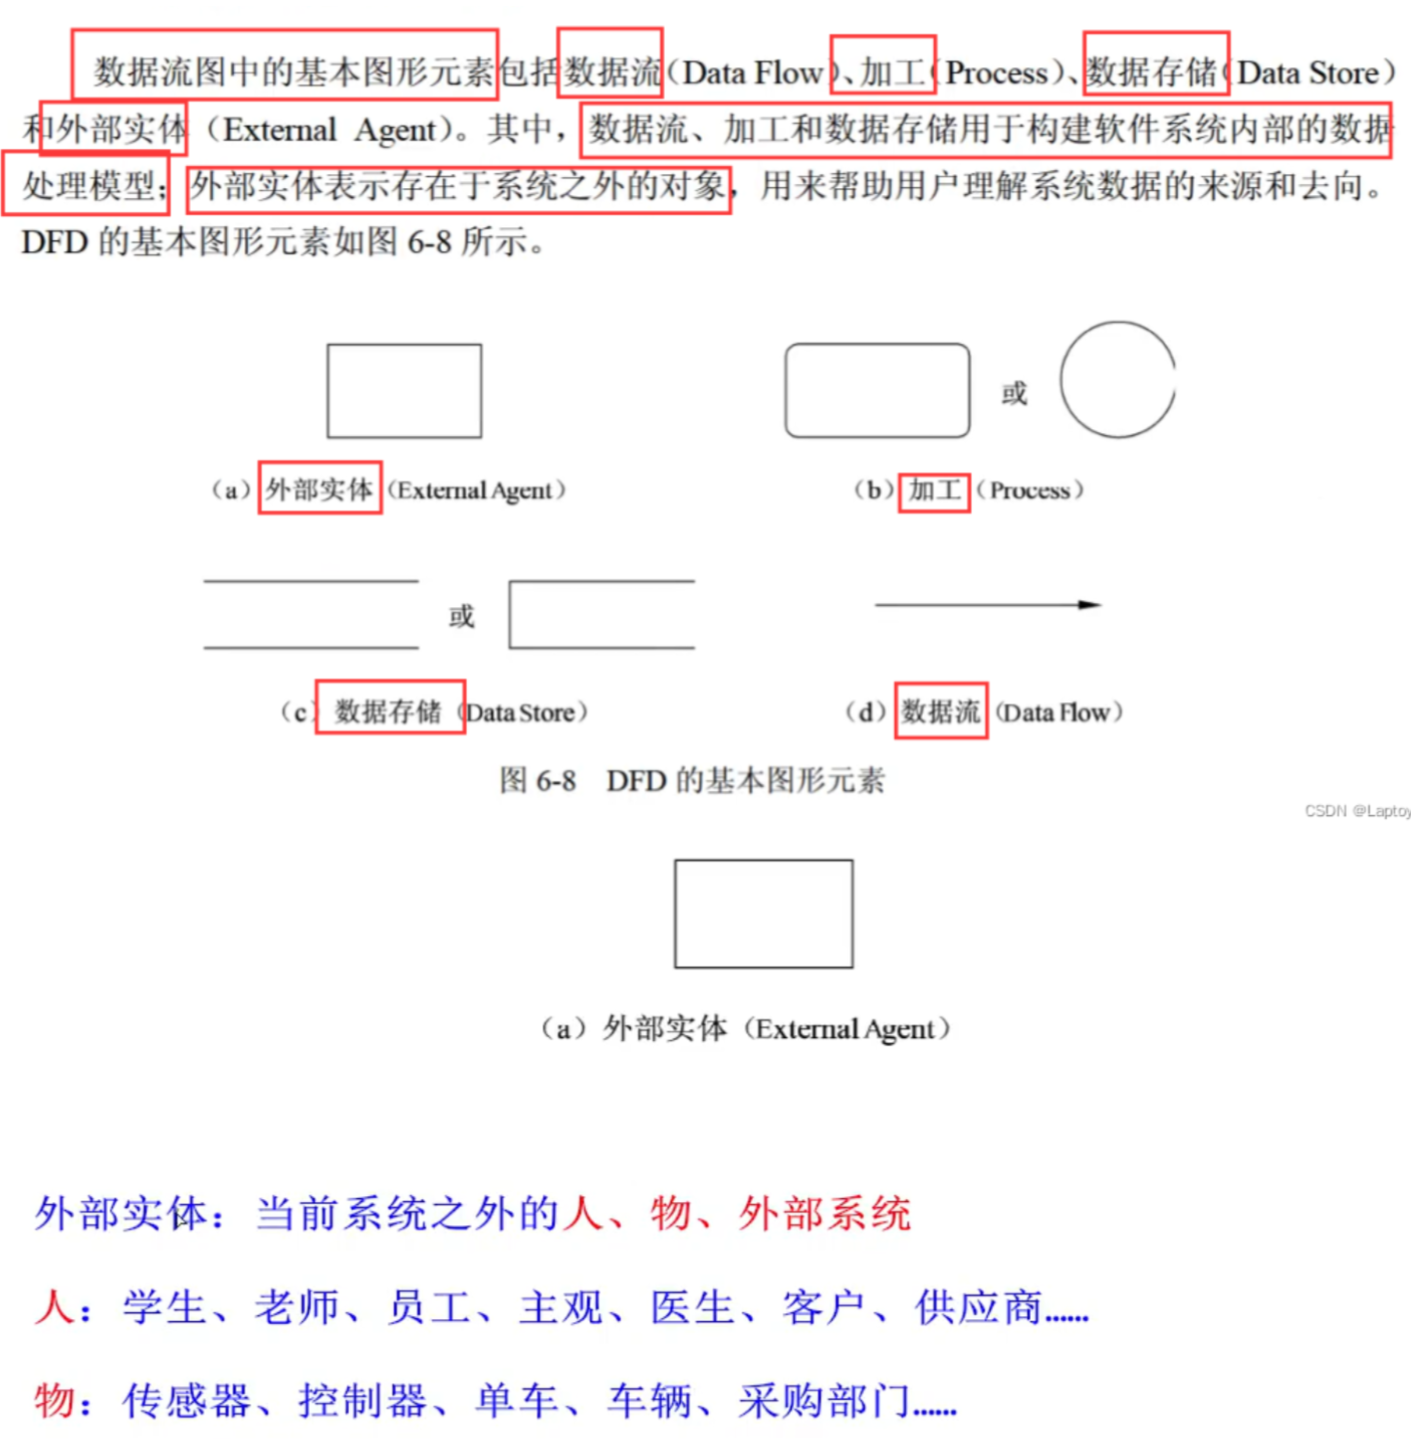 数据流图中的基本图形元素包括数据流（Data Flow）、加工（Process）、数据存储（Data Store）
和外部实体（External Agent）。其中，数据流、加工和数据存储用于构建软件系统内部的数据
处理模型；外部实体表示存在于系统之外的对象，用来帮助用户理解系统数据的来源和去向。
DFD 的基本图形元素如图 6-8 所示。
或
（a）外部实体（External Agent）
（b）加工（Process）
或
（c）数据存储（Data Store）
（d）数据流（Data Flow）
图 6-8 DFD 的基本图形元素
CSDN @Laptoy
（a）外部实体（External Agent）
外部实体：当前系统之外的人、物、外部系统
人：学生、老师、员工、主观、医生、客户、供应商……
物：传感器、控制器、单车、车辆、采购部门……